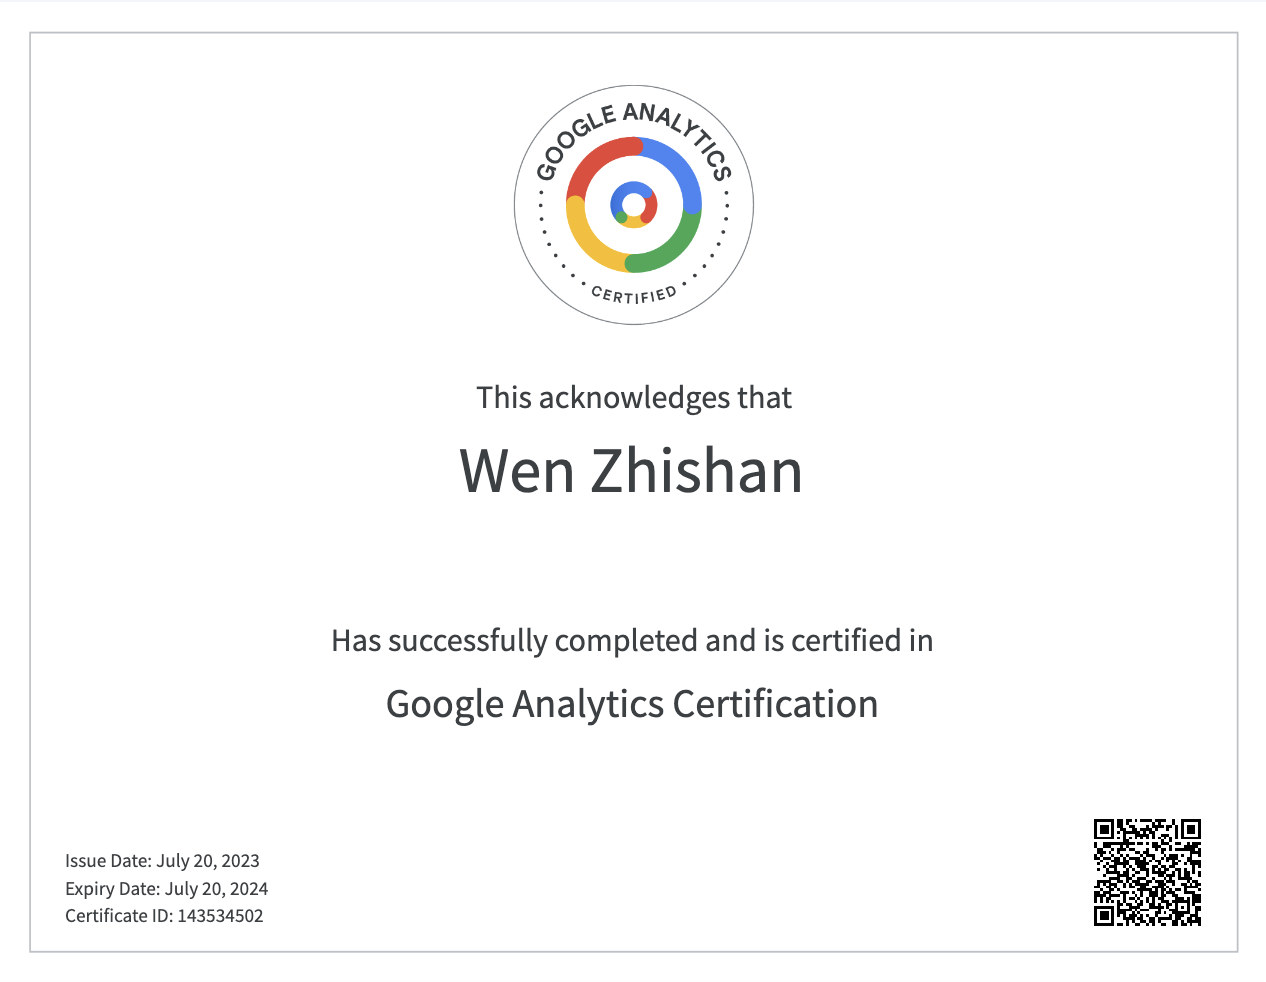 GOOGLE ANALYTICS
CERTIFIED
This acknowledges that
Wen Zhishan
Has successfully completed and is certified in
Google Analytics Certification
Issue Date: July 20, 2023
Expiry Date: July 20, 2024
Certificate ID: 143534502